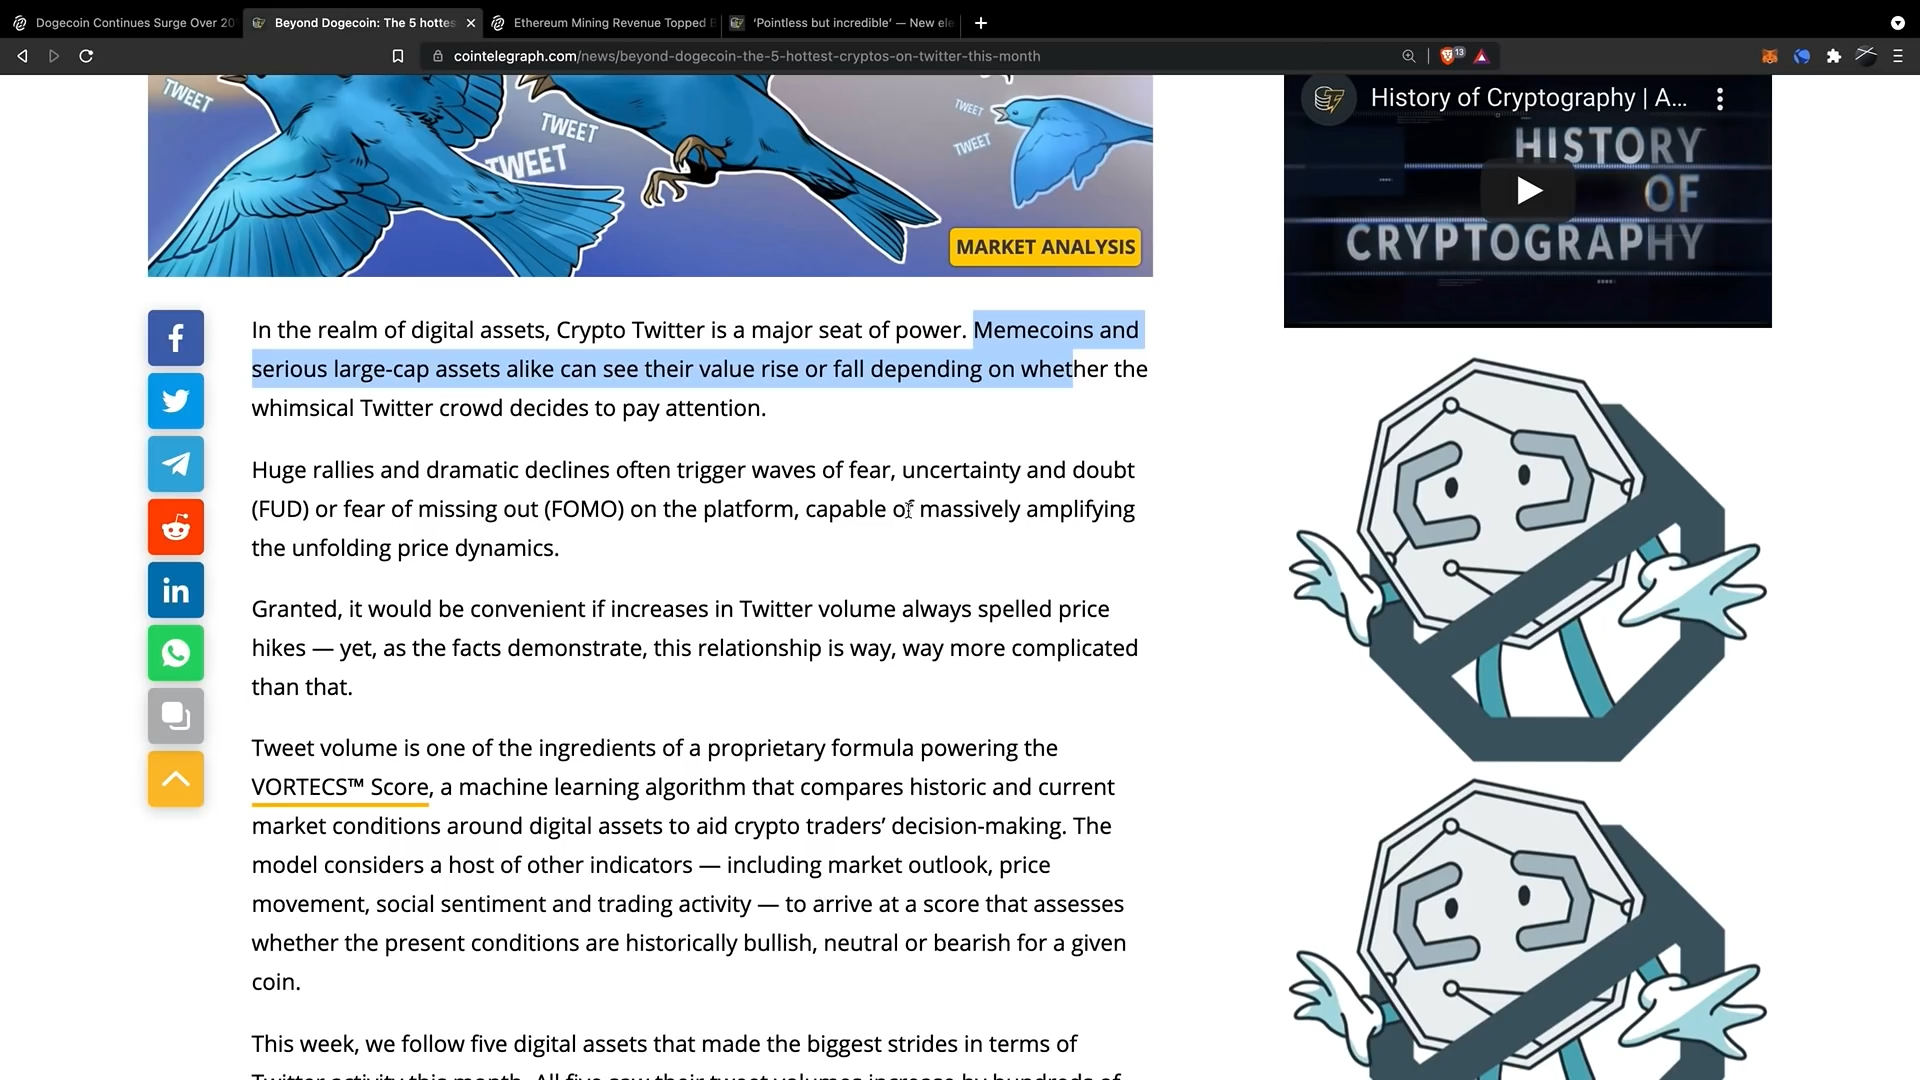 Dogecoin Continues Surge Over 20
Beyond Dogecoin: The 5 hottes
Ethereum Mining Revenue Topped B
‘Pointless but incredible’ — New ele
cointelegraph.com/news/beyond-dogecoin-the-5-hottest-cryptos-on-twitter-this-month
13
TWEET
TWEET
TWEET
TWEET
TWEET
MARKET ANALYSIS
History of Cryptography | A...
HISTORY
OF
CRYPTOGRAPHY
In the realm of digital assets, Crypto Twitter is a major seat of power. Memecoins and
serious large-cap assets alike can see their value rise or fall depending on whether the
whimsical Twitter crowd decides to pay attention.
Huge rallies and dramatic declines often trigger waves of fear, uncertainty and doubt
(FUD) or fear of missing out (FOMO) on the platform, capable of massively amplifying
the unfolding price dynamics.
Granted, it would be convenient if increases in Twitter volume always spelled price
hikes — yet, as the facts demonstrate, this relationship is way, way more complicated
than that.
Tweet volume is one of the ingredients of a proprietary formula powering the
VORTECS™ Score, a machine learning algorithm that compares historic and current
market conditions around digital assets to aid crypto traders’ decision-making. The
model considers a host of other indicators — including market outlook, price
movement, social sentiment and trading activity — to arrive at a score that assesses
whether the present conditions are historically bullish, neutral or bearish for a given
coin.
This week, we follow five digital assets that made the biggest strides in terms of
Twitter activity this month. All five saw their tweet volumes increase by hundreds of